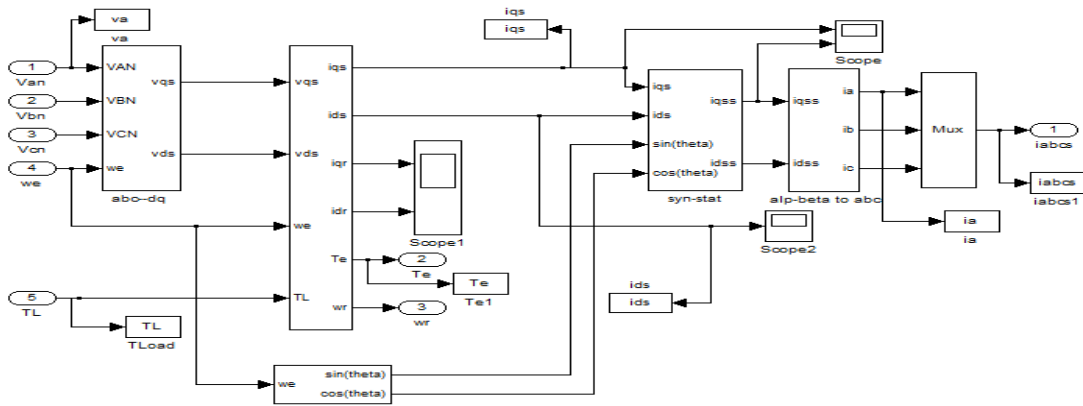 va
va
1
Van
2
Vbn
3
Vcn
4
we
VAN
VBN
VCN
we
vqs
vds
abc--dq
vqs
vds
we
TL
iqs
ids
iqr
idr
Te
wr
5
TL
TL
TLoad
iqs
iqs
Scope1
2
Te
Te
Te1
3
wr
we
sin(theta)
cos(theta)
iqs
ids
sin(theta)
cos(theta)
iqss
idss
syn-stat
Scope
iqss
idss
ia
ib
ic
alp-beta to abc
Mux
1
iabcs
iabcs
iabcs1
ia
ia
Scope2
ids
ids